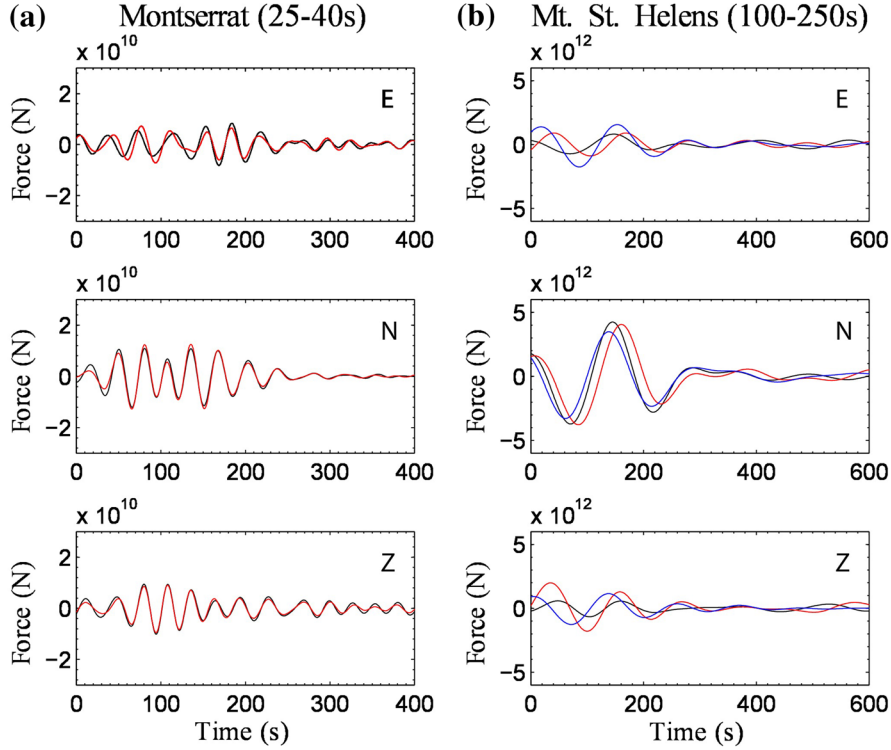 (a) Montserrat (25-40s)
x 10^10
E
Force (N)
2
0
−2
0 100 200 300 400
x 10^10
N
Force (N)
2
0
−2
0 100 200 300 400
x 10^10
Z
Force (N)
2
0
−2
0 100 200 300 400
Time (s)
(b) Mt. St. Helens (100-250s)
x 10^12
E
Force (N)
5
0
−5
0 200 400 600
x 10^12
N
Force (N)
5
0
−5
0 200 400 600
x 10^12
Z
Force (N)
5
0
−5
0 200 400 600
Time (s)